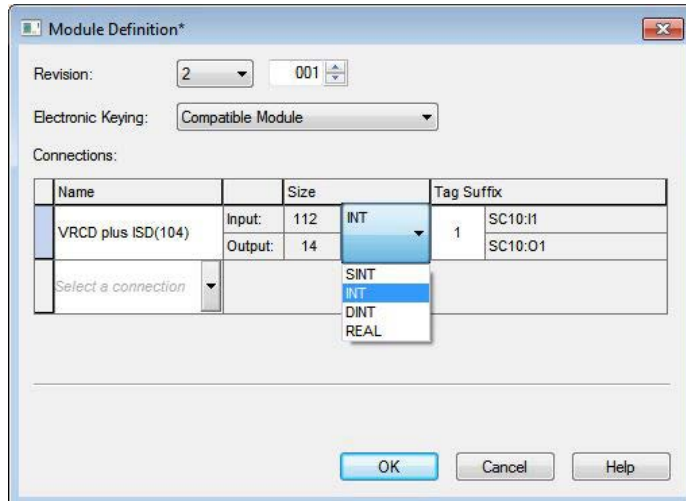 Module Definition*
Revision: 2 001
Electronic Keying: Compatible Module
Connections:
Name Size Tag Suffix
VRCD plus ISD(104) Input: 112 INT 1 SC10:I1
Output: 14 SC10:O1
Select a connection
SINT
INT
DINT
REAL
OK Cancel Help